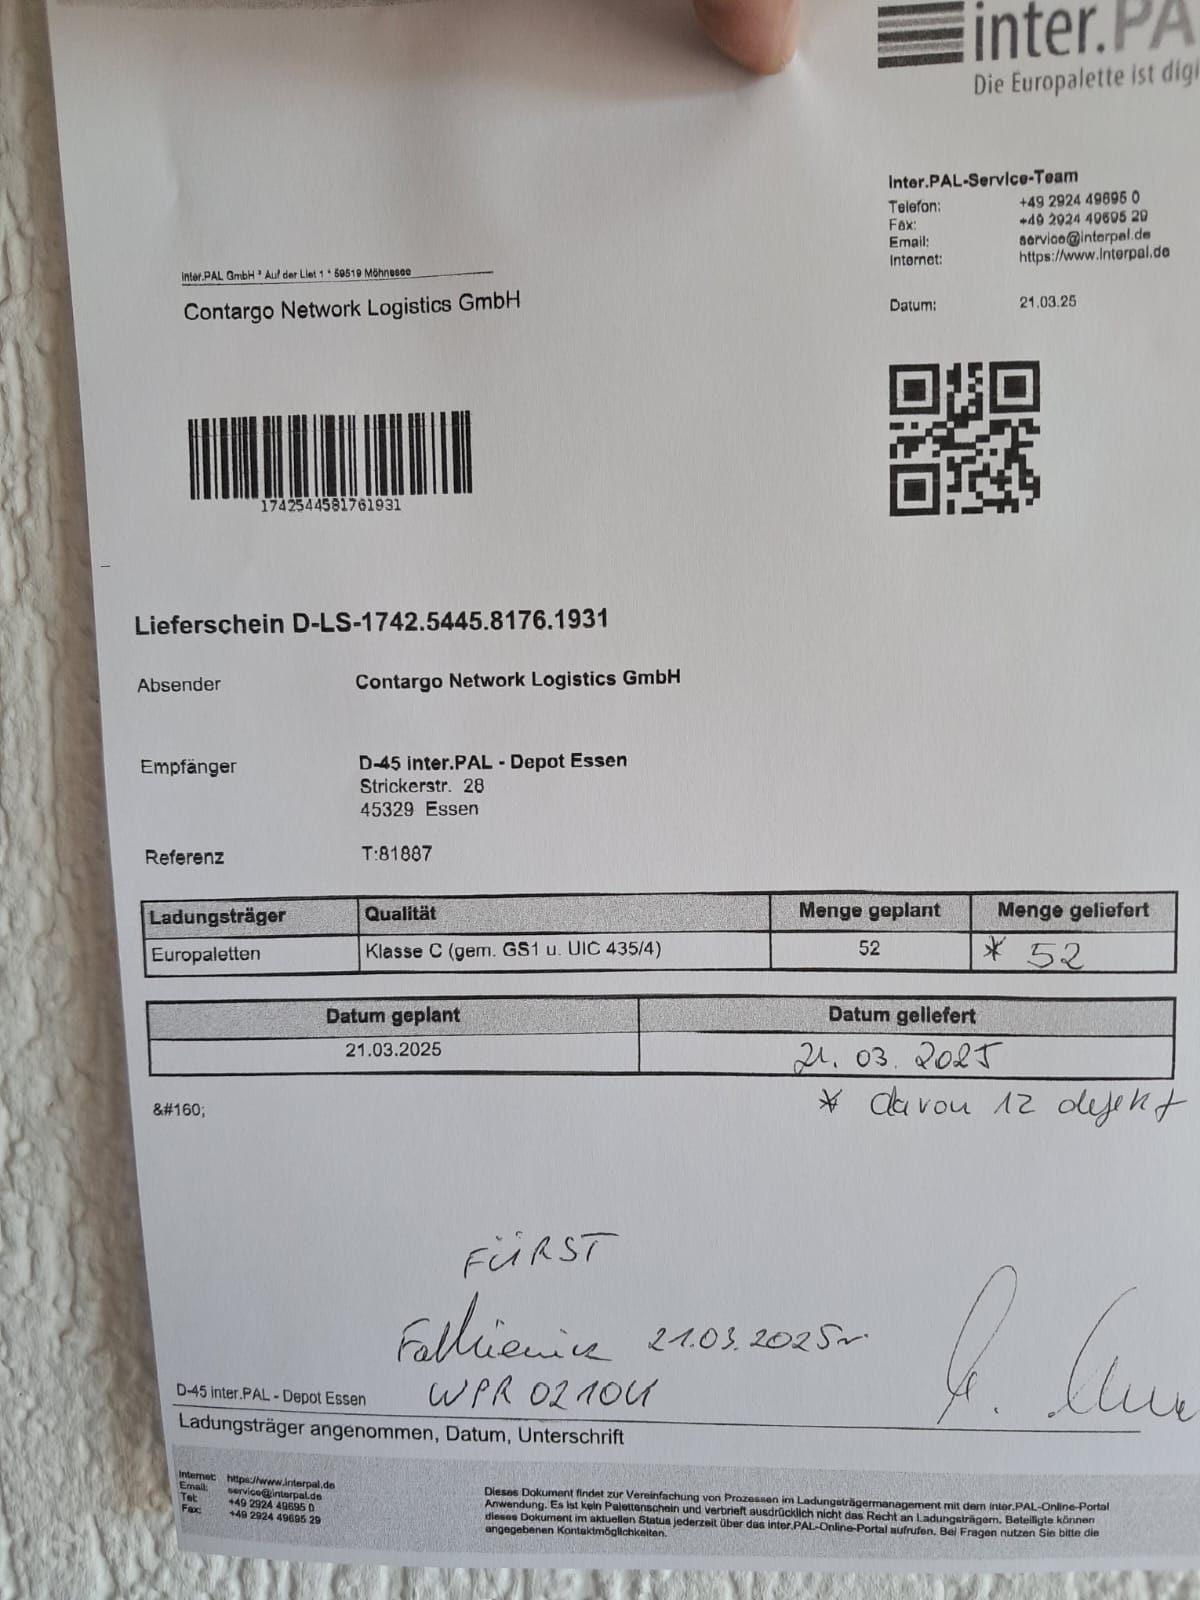 inter.PA
Die Europalette ist digi
Inter.PAL-Service-Team
Telefon: +49 2924 49695 0
Fax: +49 2924 49695 29
Email: service@interpal.de
Internet: https://www.interpal.de
Datum: 21.03.25
Inter.PAL GmbH * Auf der Liet 1 * 59519 Möhnesee
Contargo Network Logistics GmbH
1742544581761931
Lieferschein D-LS-1742.5445.8176.1931
Absender Contargo Network Logistics GmbH
Empfänger D-45 inter.PAL - Depot Essen
Strickerstr. 28
45329 Essen
Referenz T:81887
Ladungsträger Qualität Menge geplant Menge geliefert
Europaletten Klasse C (gem. GS1 u. UIC 435/4) 52 * 52
Datum geplant Datum geliefert
21.03.2025 21. 03. 2025
&#160; * davon 12 defekt
FÜRST
21.03.2025r.
D-45 inter.PAL - Depot Essen WPR 0210U
Ladungsträger angenommen, Datum, Unterschrift
Internet: https://www.interpal.de
Email: service@interpal.de
Tel: +49 2924 49695 0
Fax: +49 2924 49695 29
Dieses Dokument findet zur Vereinfachung von Prozessen im Ladungsträgermanagement mit dem inter.PAL-Online-Portal
Anwendung. Es ist kein Palettenschein und verbrieft ausdrücklich nicht das Recht an Ladungsträgern. Beteiligte können
dieses Dokument im aktuellen Status jederzeit über das inter.PAL-Online-Portal aufrufen. Bei Fragen nutzen Sie bitte die
angegebenen Kontaktmöglichkeiten.